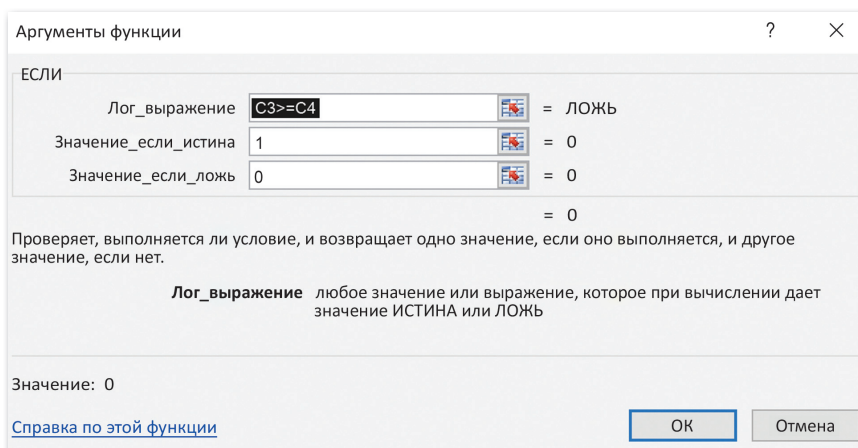 Аргументы функции ?
ЕСЛИ
Лог_выражение C3>=C4 = ЛОЖЬ
Значение_если_истина 1 = 0
Значение_если_ложь 0 = 0
= 0
Проверяет, выполняется ли условие, и возвращает одно значение, если оно выполняется, и другое
значение, если нет.
Лог_выражение любое значение или выражение, которое при вычислении дает
значение ИСТИНА или ЛОЖЬ
Значение: 0
Справка по этой функции ОК Отмена